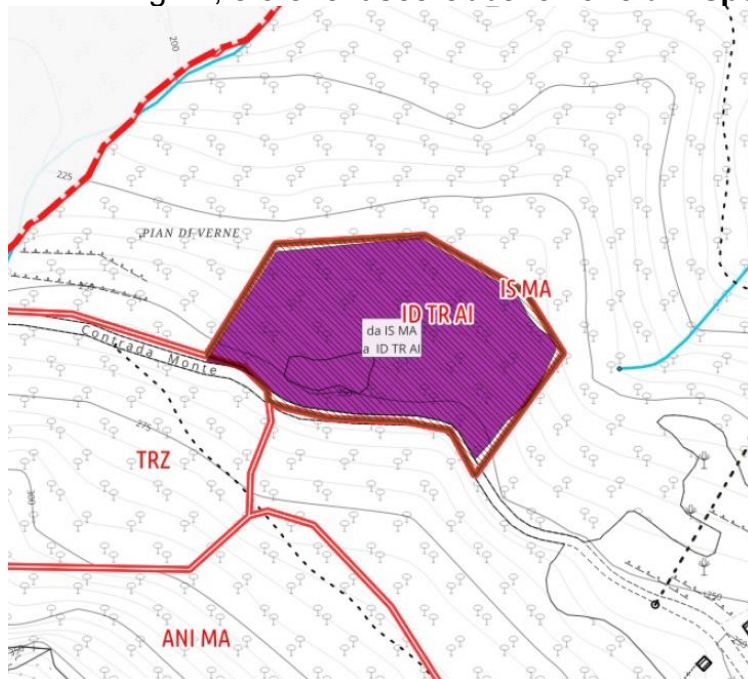 200
225
PIAN DI VERNE
IS MA
ID TR AI
da IS MA
a ID TR AI
Contrada Monte
275
TRZ
300
ANI MA